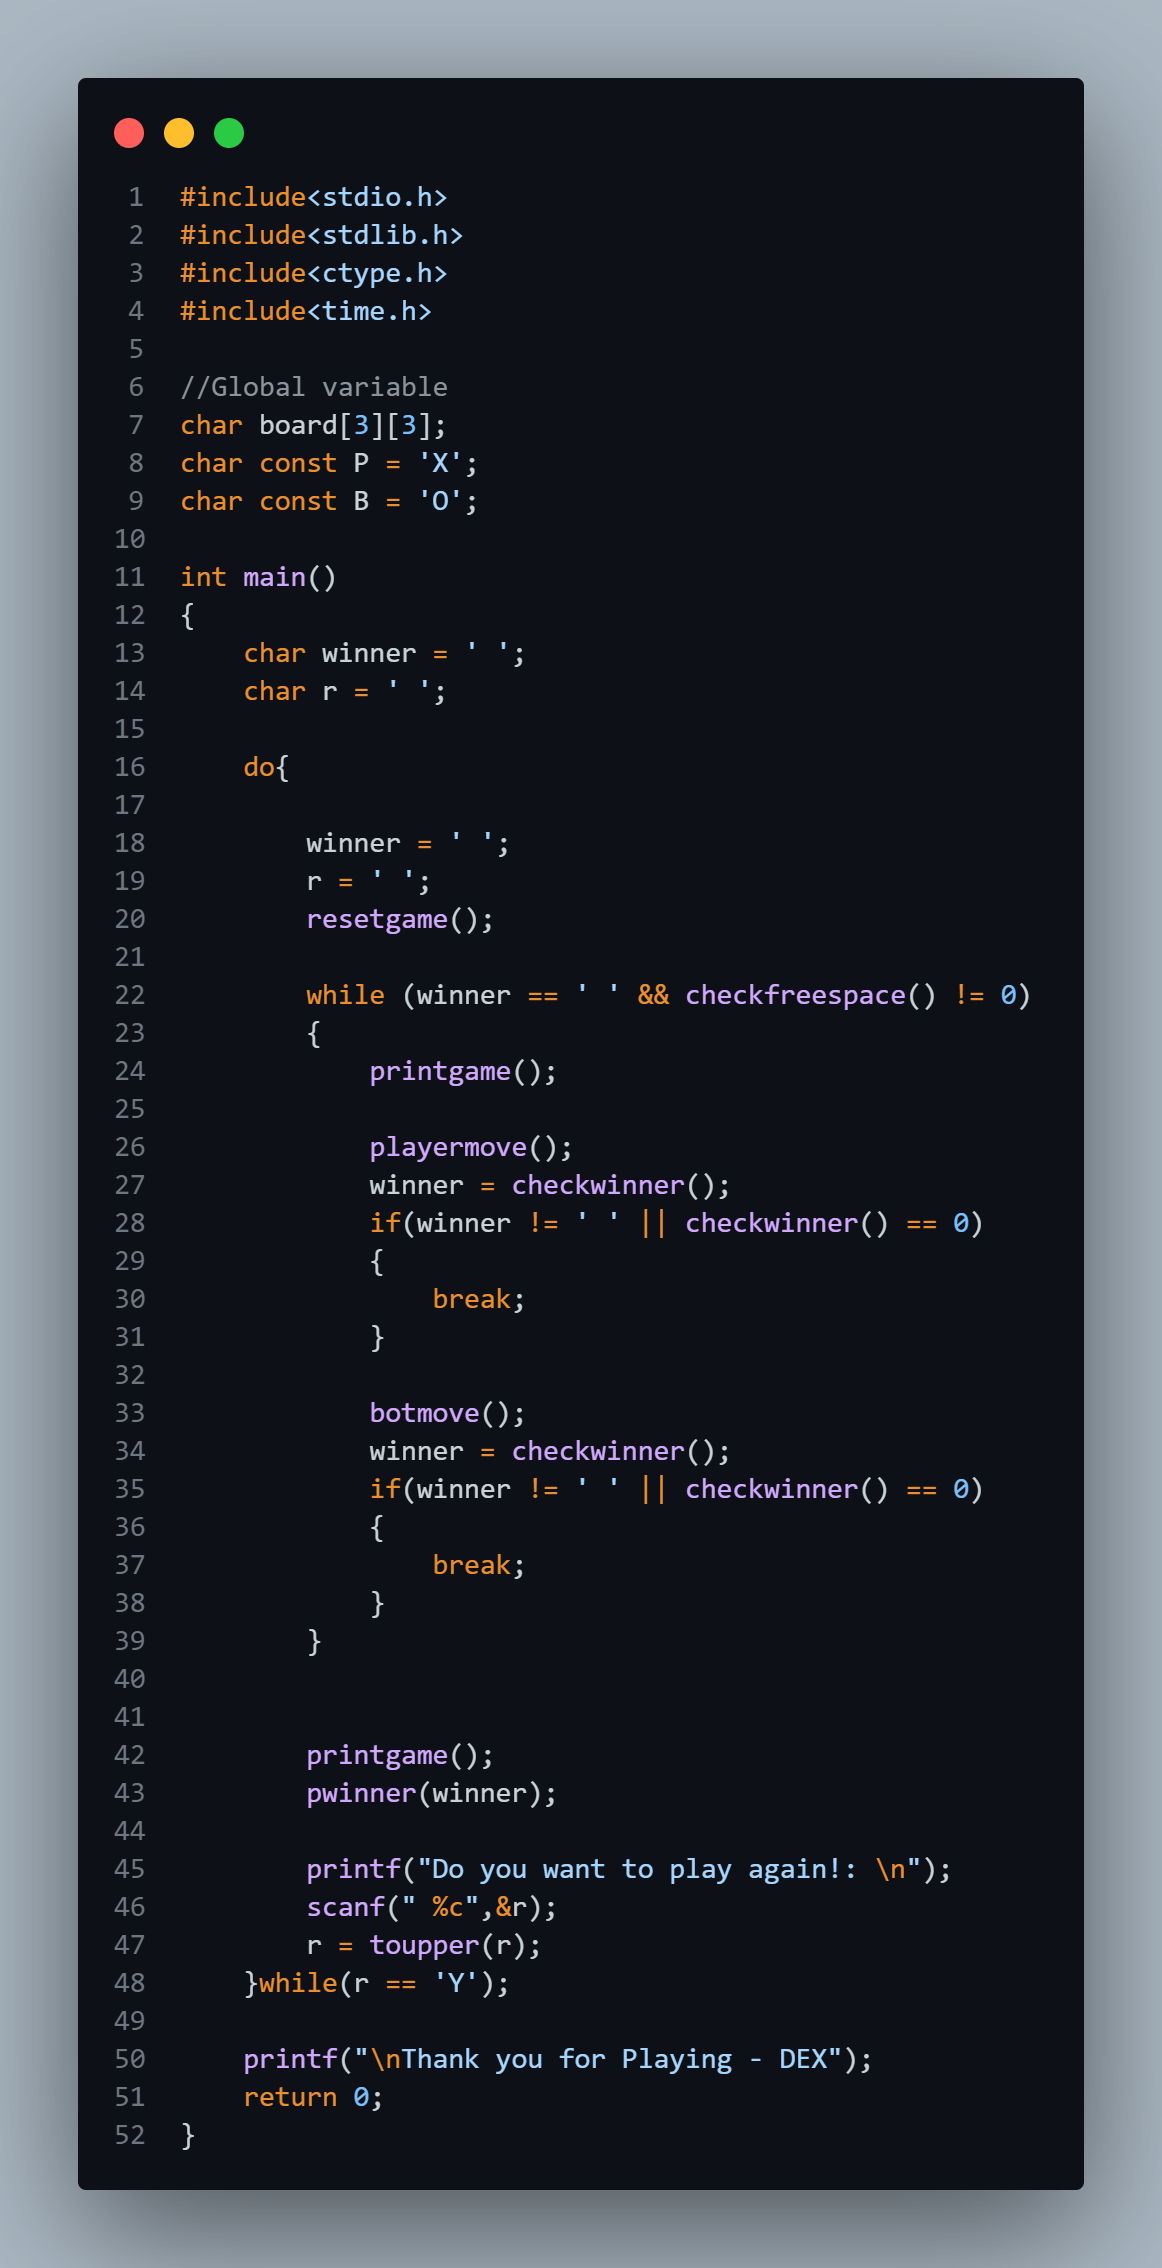 1 #include<stdio.h>
2 #include<stdlib.h>
3 #include<ctype.h>
4 #include<time.h>
5
6 //Global variable
7 char board[3][3];
8 char const P = 'X';
9 char const B = 'O';
10
11 int main()
12 {
13     char winner = ' ';
14     char r = ' ';
15
16     do{
17
18         winner = ' ';
19         r = ' ';
20         resetgame();
21
22         while (winner == ' ' && checkfreespace() != 0)
23         {
24             printgame();
25
26             playermove();
27             winner = checkwinner();
28             if(winner != ' ' || checkwinner() == 0)
29             {
30                 break;
31             }
32
33             botmove();
34             winner = checkwinner();
35             if(winner != ' ' || checkwinner() == 0)
36             {
37                 break;
38             }
39         }
40
41
42         printgame();
43         pwinner(winner);
44
45         printf("Do you want to play again!: \n");
46         scanf(" %c",&r);
47         r = toupper(r);
48     }while(r == 'Y');
49
50     printf("\nThank you for Playing - DEX");
51     return 0;
52 }